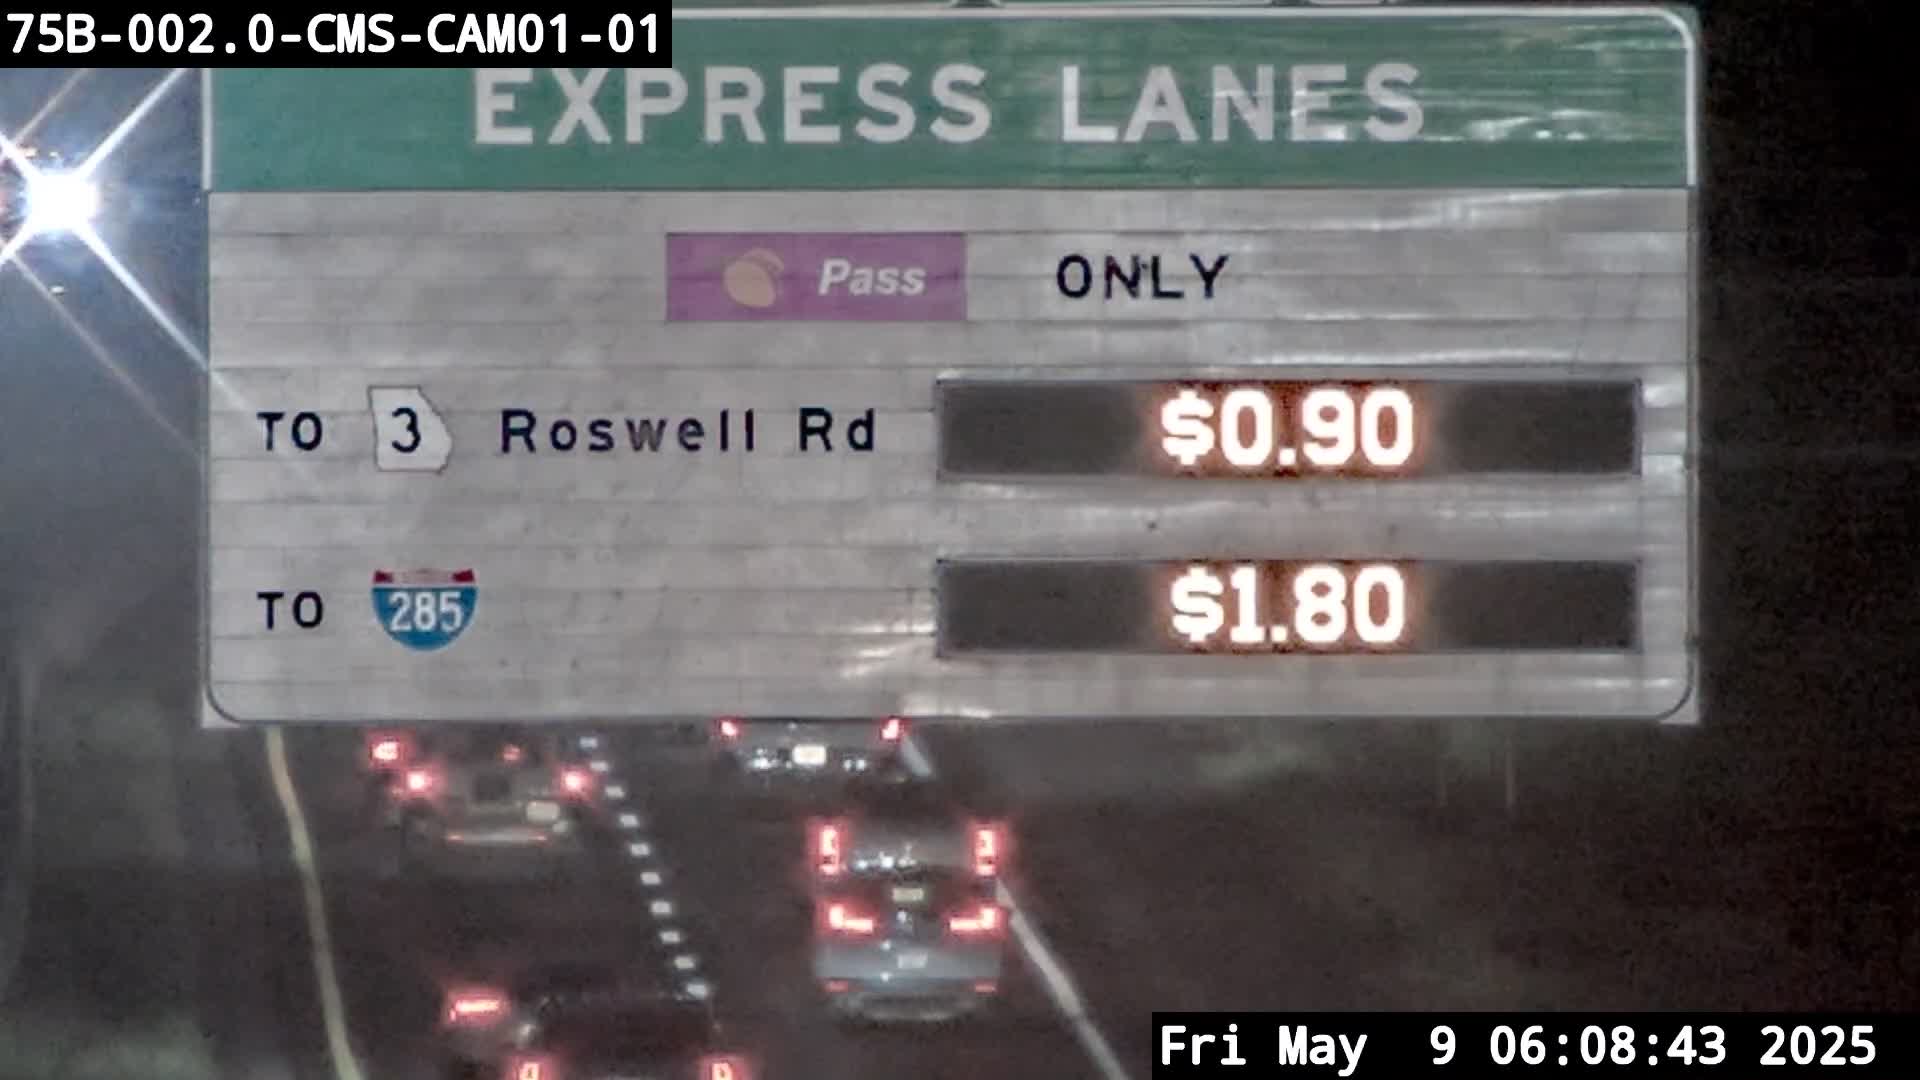 75B-002.0-CMS-CAM01-01
EXPRESS LANES
Pass ONLY
TO 3 Roswell Rd $0.90
TO 285 $1.80
Fri May 9 06:08:43 2025